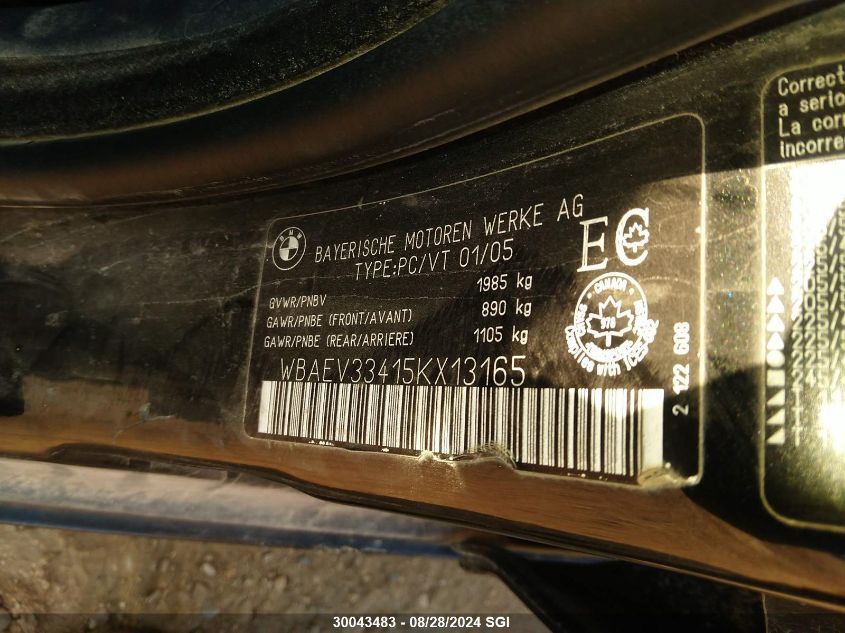 BAYERISCHE MOTOREN WERKE AG
TYPE:PC/VT 01/05
GVWR/PNBV 1985 kg
GAWR/PNBE (FRONT/AVANT) 890 kg
GAWR/PNBE (REAR/ARRIERE) 1105 kg
WBAEV33415KX13165
EC
CANADA
2 122 608
Correct
a serio
La corr
incorre
30043483 - 08/28/2024 SGI